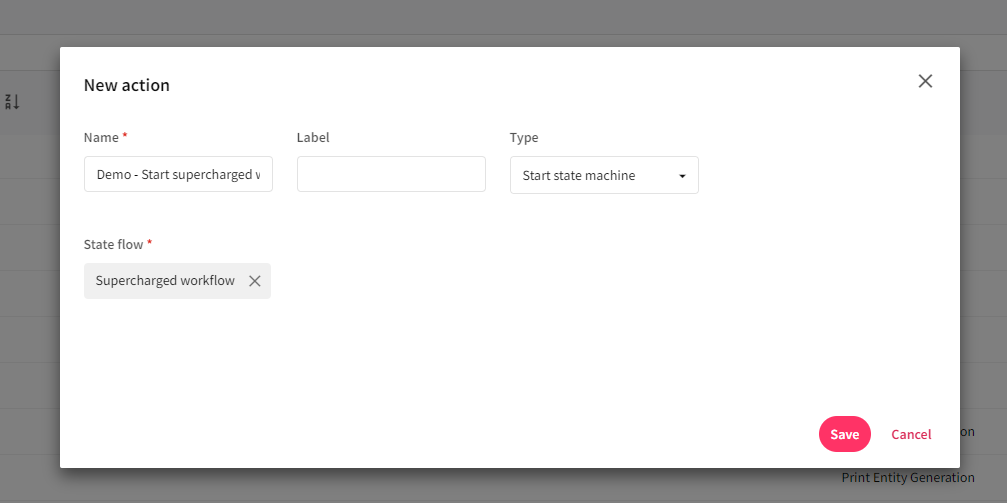 New action
Name * Label Type
Demo - Start supercharged Start state machine
State flow *
Supercharged workflow
Save Cancel
on
Print Entity Generation